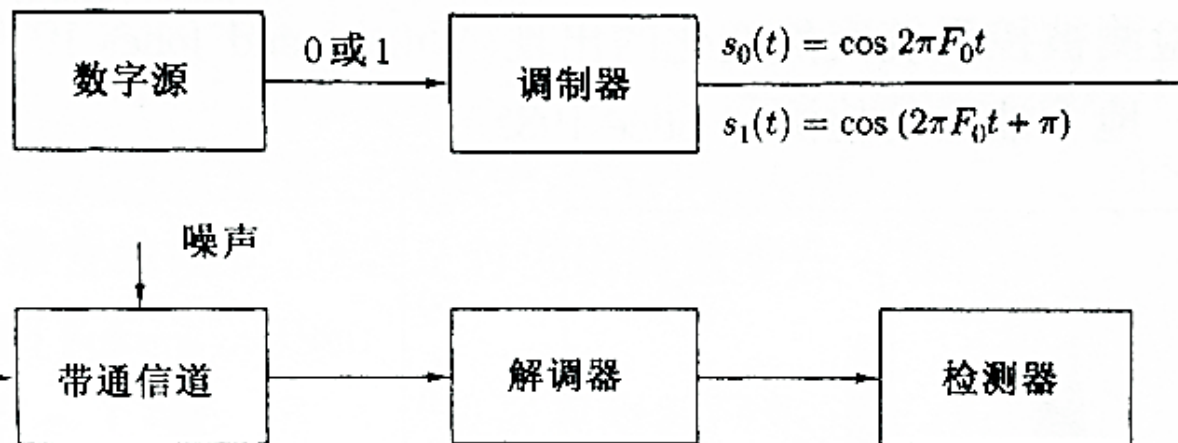 数字源
0或1
调制器
s₀(t) = cos 2πF₀t
s₁(t) = cos (2πF₀t + π)
噪声
带通信道
解调器
检测器